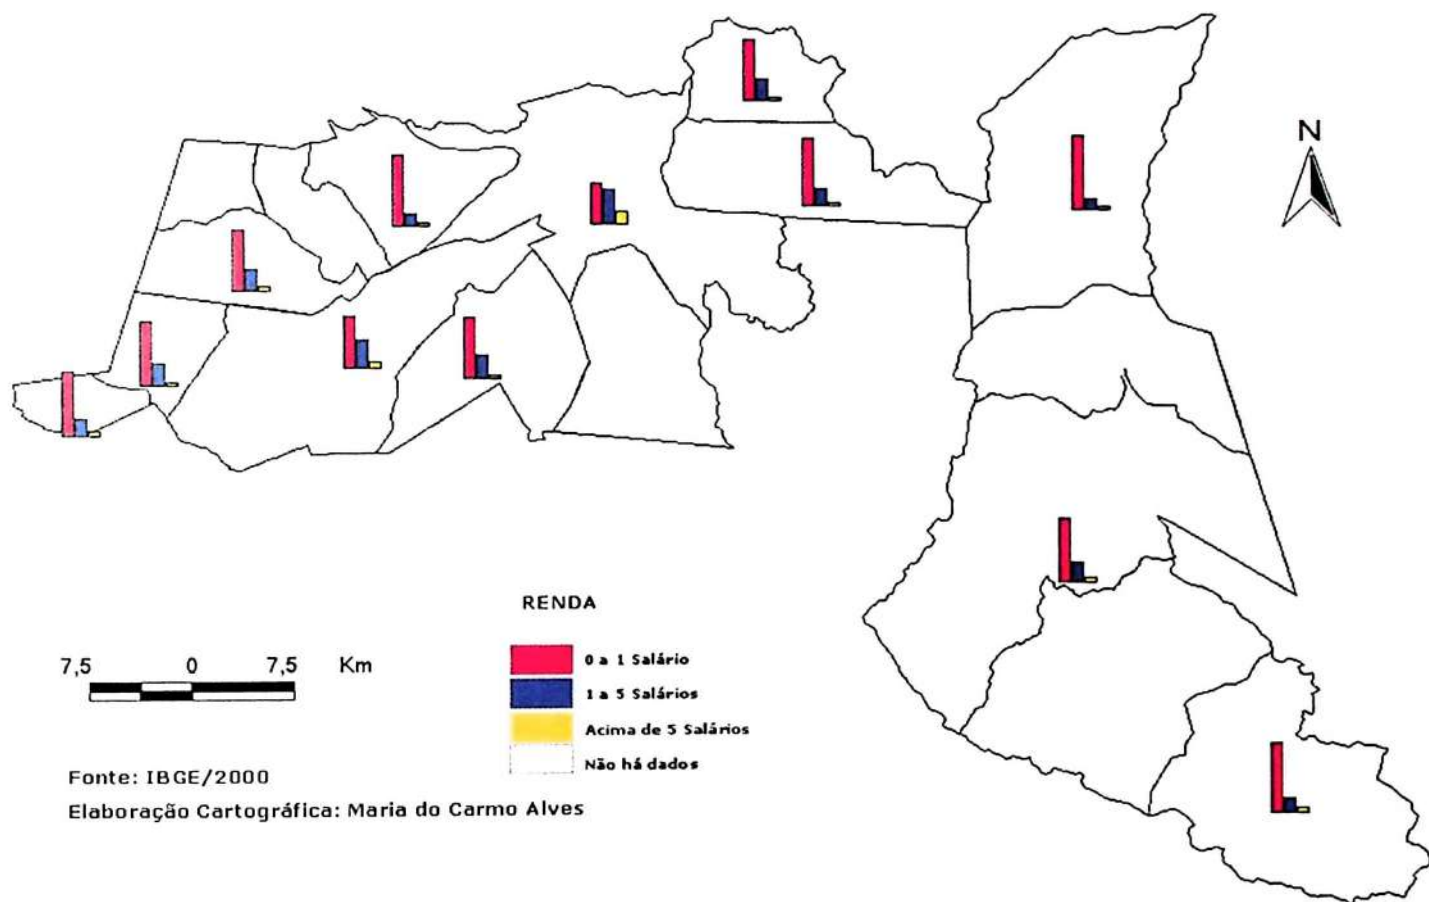 N
RENDA
0 a 1 Salário
1 a 5 Salários
Acima de 5 Salários
Não há dados
7,5 0 7,5 Km
Fonte: IBGE/2000
Elaboração Cartográfica: Maria do Carmo Alves